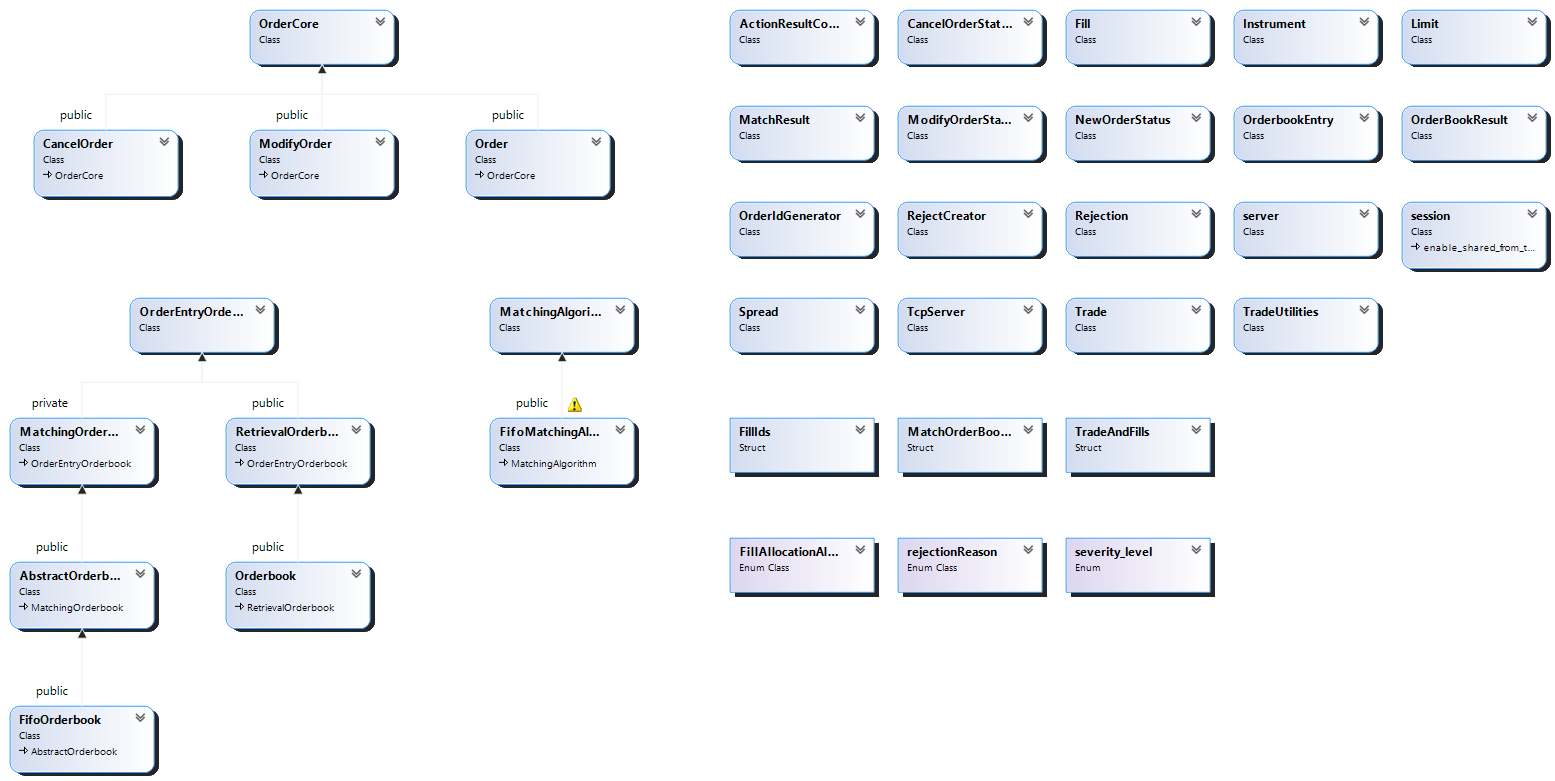 OrderCore
Class
public
public
public
CancelOrder
Class
OrderCore
ModifyOrder
Class
OrderCore
Order
Class
OrderCore
OrderEntryOrde...
Class
MatchingAlgori...
Class
private
public
public
MatchingOrder...
Class
OrderEntryOrderbook
RetrievalOrderb...
Class
OrderEntryOrderbook
FifoMatchingAl...
Class
MatchingAlgorithm
public
public
AbstractOrderb...
Class
MatchingOrderbook
Orderbook
Class
RetrievalOrderbook
public
FifoOrderbook
Class
AbstractOrderbook
ActionResultCo...
Class
CancelOrderStat...
Class
Fill
Class
Instrument
Class
Limit
Class
MatchResult
Class
ModifyOrderSta...
Class
NewOrderStatus
Class
OrderbookEntry
Class
OrderBookResult
Class
OrderIdGenerator
Class
RejectCreator
Class
Rejection
Class
server
Class
session
Class
enable_shared_from_t...
Spread
Class
TcpServer
Class
Trade
Class
TradeUtilities
Class
FillIds
Struct
MatchOrderBoo...
Struct
TradeAndFills
Struct
FillAllocationAl...
Enum Class
rejectionReason
Enum Class
severity_level
Enum